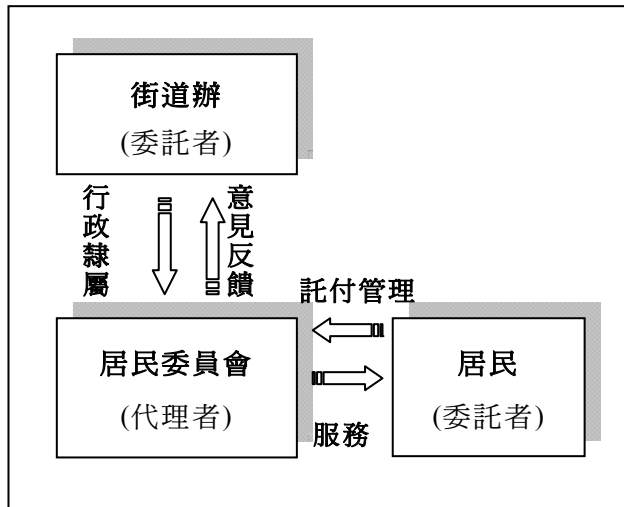 街道辦
(委託者)
行政隸屬
意見反饋
託付管理
居民委員會
(代理者)
居民
(委託者)
服務